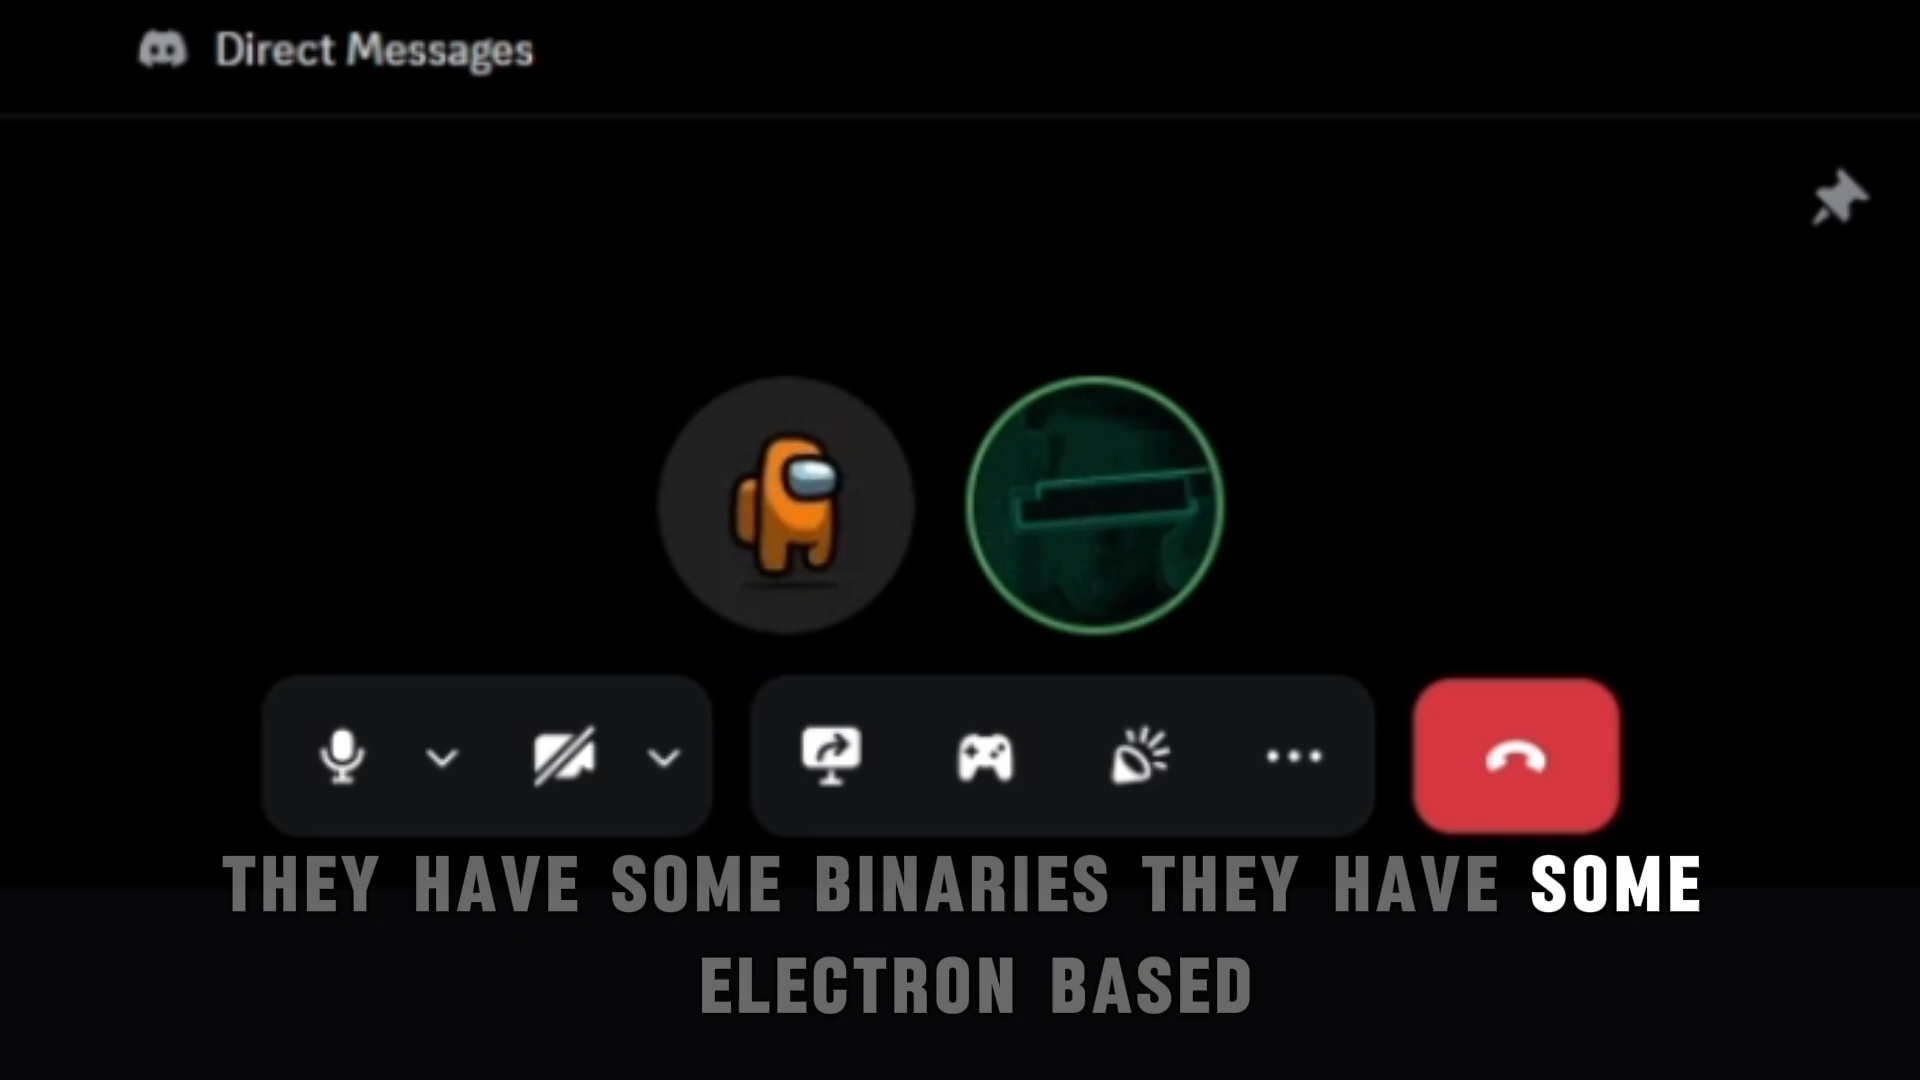 Direct Messages
THEY HAVE SOME BINARIES THEY HAVE SOME
ELECTRON BASED